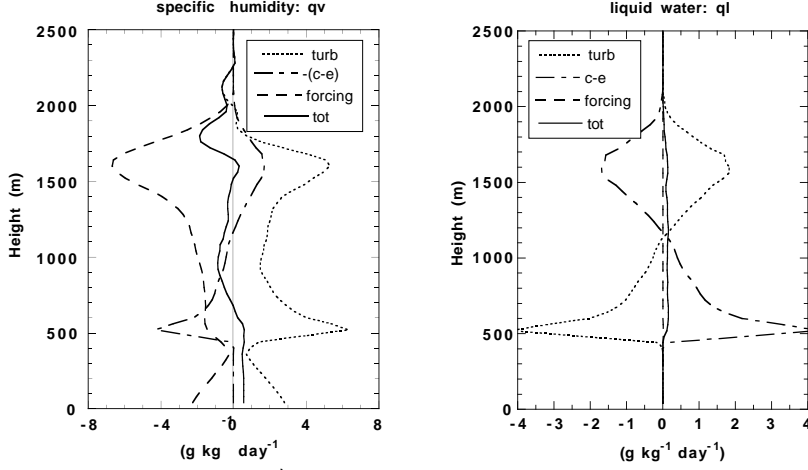 specific humidity: qv
2500
2000
1500
1000
500
0
Height (m)
turb
-(c-e)
forcing
tot
-8 -4 0 4 8
(g kg day⁻¹
liquid water: ql
2500
2000
1500
1000
500
0
Height (m)
turb
c-e
forcing
tot
-4 -3 -2 -1 0 1 2 3 4
(g kg⁻¹ day⁻¹)